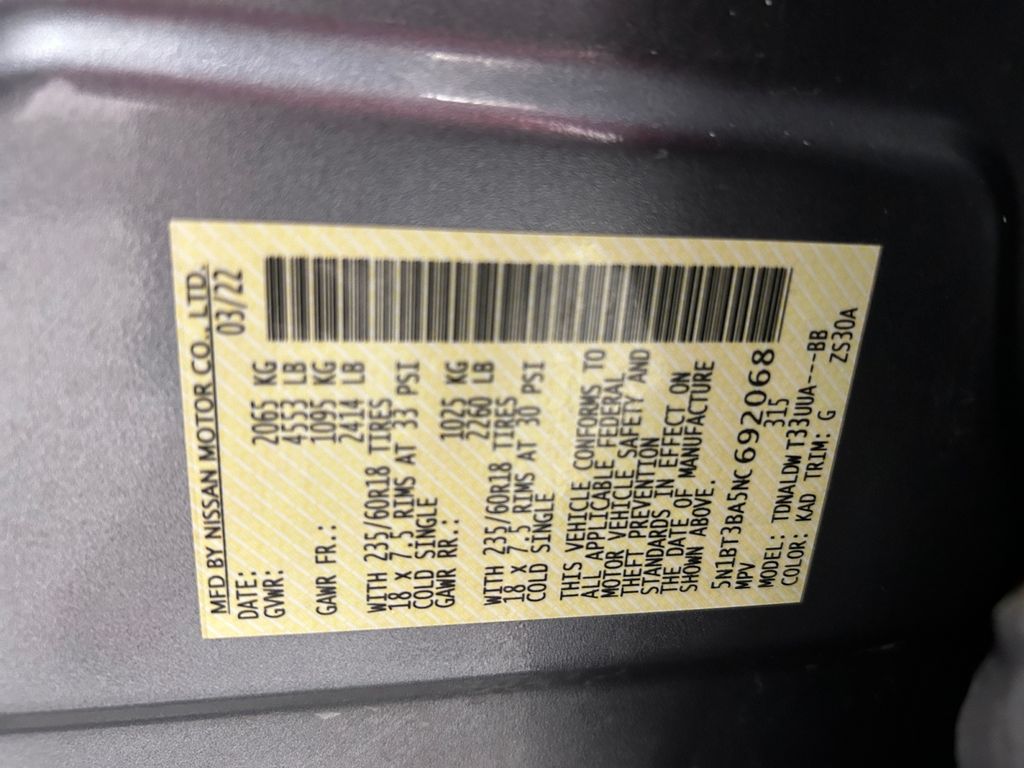 MFD BY NISSAN MOTOR CO., LTD.
DATE: 03/22
GVWR: 2065 KG
4553 LB
GAWR FR.: 1095 KG
2414 LB
WITH 235/60R18 TIRES
18 X 7.5 RIMS AT 33 PSI
COLD SINGLE
GAWR RR.: 1025 KG
2260 LB
WITH 235/60R18 TIRES
18 X 7.5 RIMS AT 30 PSI
COLD SINGLE
THIS VEHICLE COMFORMS TO
ALL APPLICABLE FEDERAL
MOTOR VEHICLE SAFETY AND
THEFT PREVENTION
STANDARDS IN EFFECT ON
THE DATE OF MANUFACTURE
SHOWN ABOVE.
5N1BT3BA5NC692068
MPV 315
MODEL: TDNALDW T33UUA----BB
COLOR: KAD TRIM: G ZS30A